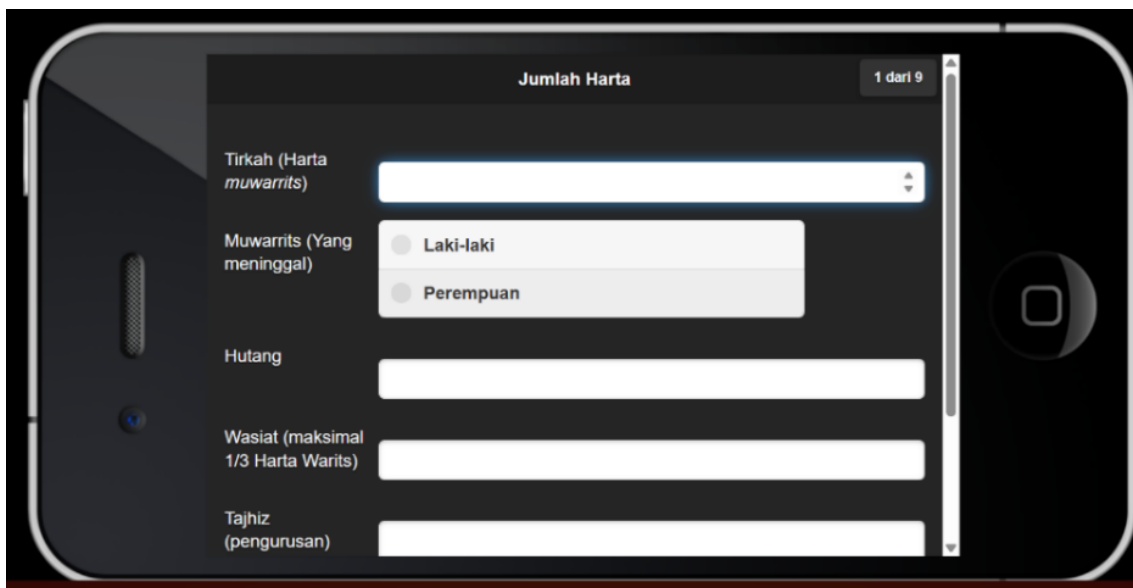 Jumlah Harta
1 dari 9
Tirkah (Harta
muwarrits)
Muwarrits (Yang
meninggal)
Laki-laki
Perempuan
Hutang
Wasiat (maksimal
1/3 Harta Warits)
Tajhiz
(pengurusan)